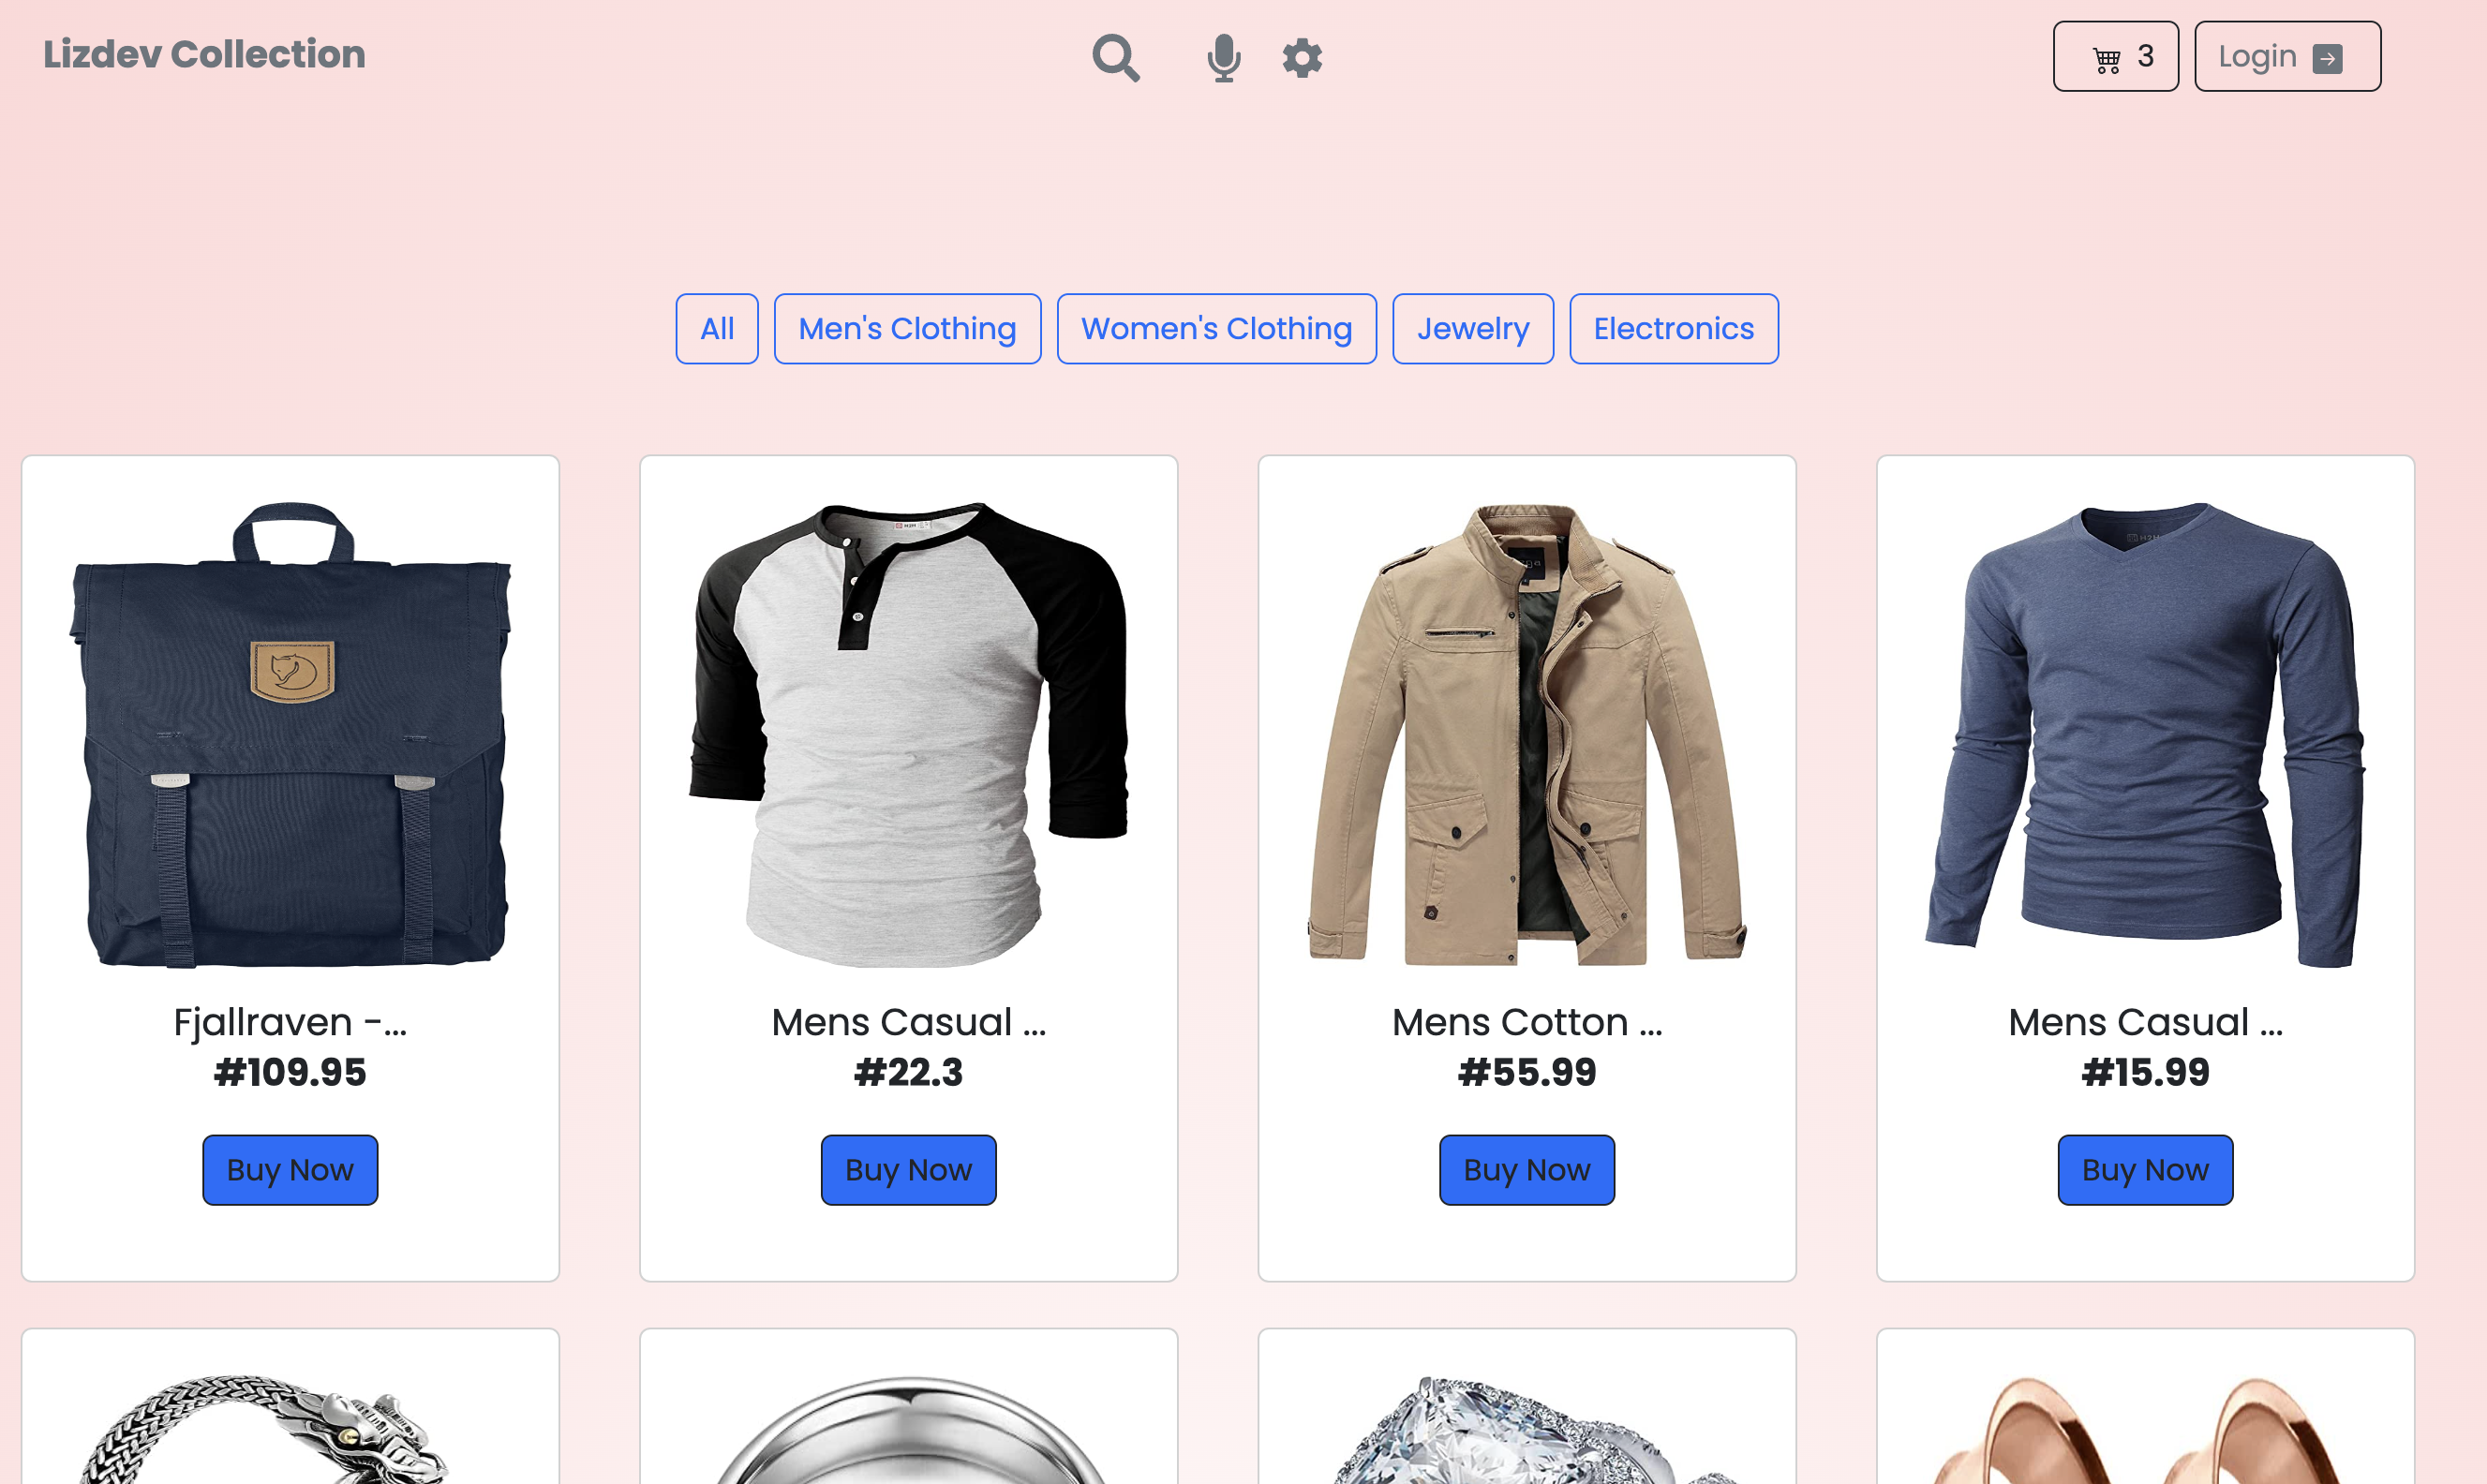 Lizdev Collection
3
Login
All
Men's Clothing
Women's Clothing
Jewelry
Electronics
Fjallraven -...
#109.95
Buy Now
Mens Casual ...
#22.3
Buy Now
Mens Cotton ...
#55.99
Buy Now
Mens Casual ...
#15.99
Buy Now